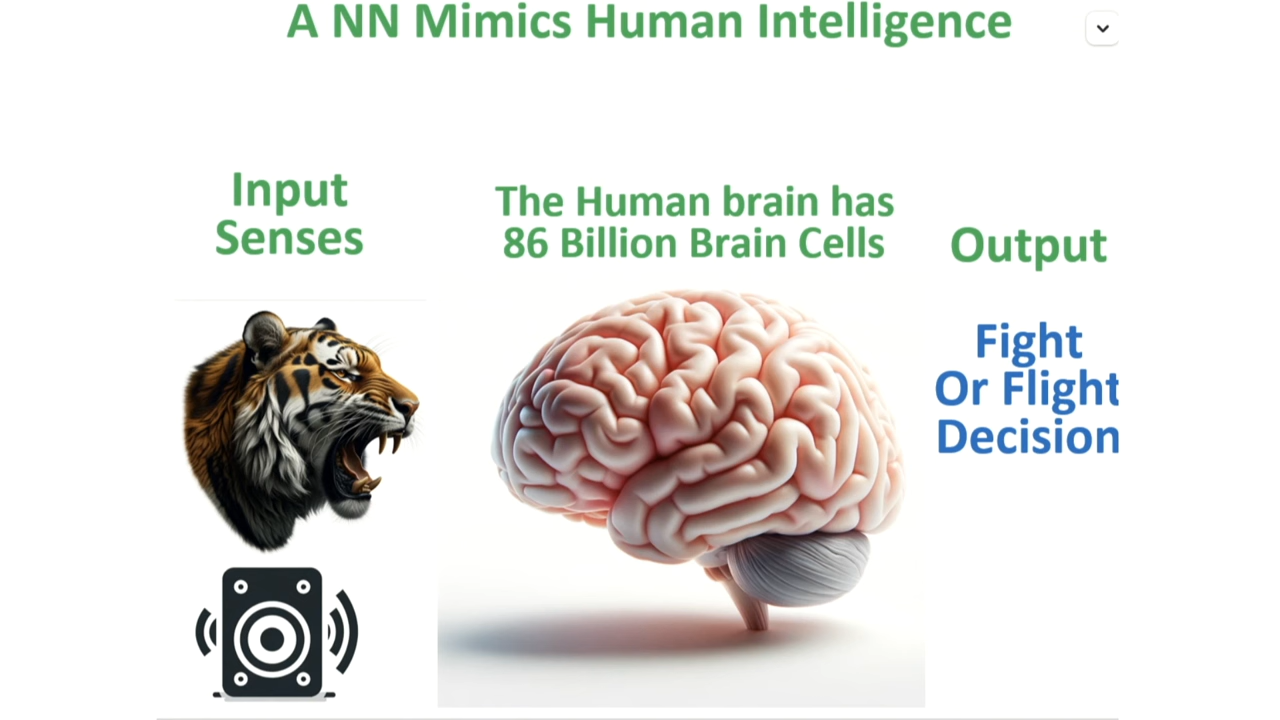 A NN Mimics Human Intelligence
Input
Senses
The Human brain has
86 Billion Brain Cells
Output
Fight
Or Flight
Decision